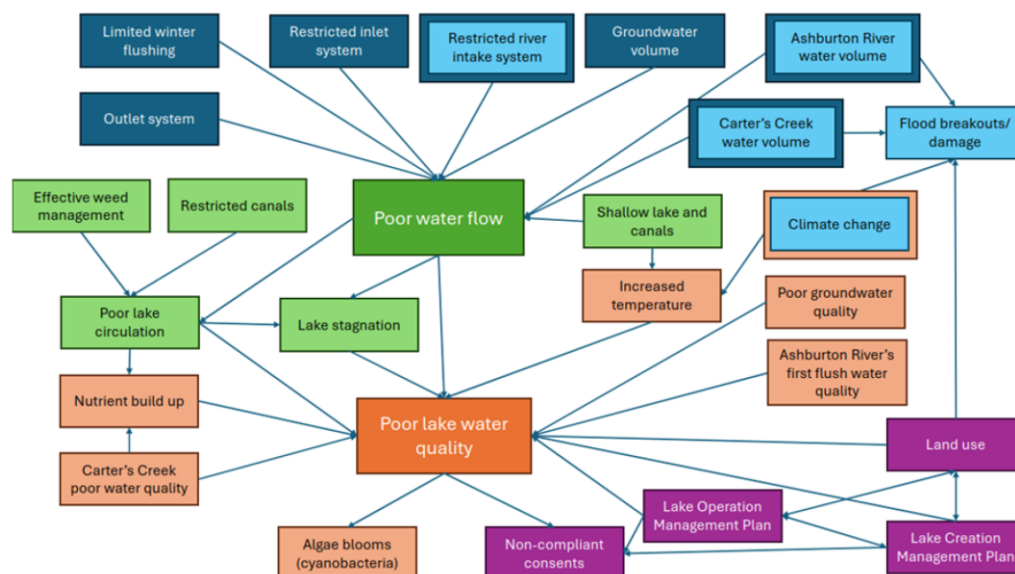 Limited winter
flushing
Restricted inlet
system
Restricted river
intake system
Groundwater
volume
Ashburton River
water volume
Outlet system
Carter's Creek
water volume
Flood breakouts/
damage
Effective weed
management
Restricted canals
Poor water flow
Shallow lake and
canals
Climate change
Increased
temperature
Poor groundwater
quality
Poor lake
circulation
Lake stagnation
Ashburton River's
first flush water
quality
Nutrient build up
Poor lake water
quality
Land use
Carter's Creek
poor water quality
Lake Operation
Management Plan
Algae blooms
(cyanobacteria)
Non-compliant
consents
Lake Creation
Management Plan